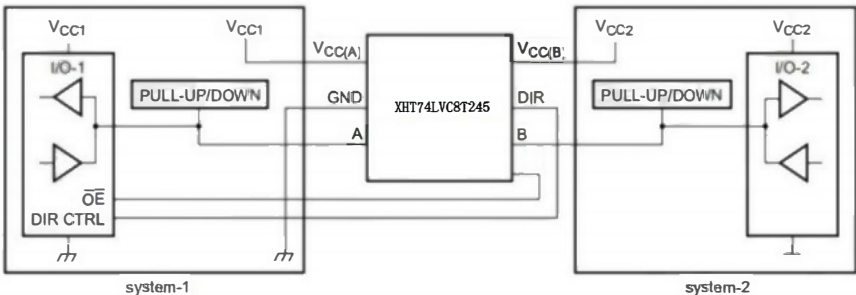 VCC1
VCC1
I/O-1
PULL-UP/DOWN
OE
DIR CTRL
system-1
VCC(A)
GND
A
XHT74LVC8T245
VCC(B)
DIR
B
VCC2
VCC2
I/O-2
PULL-UP/DOWN
system-2